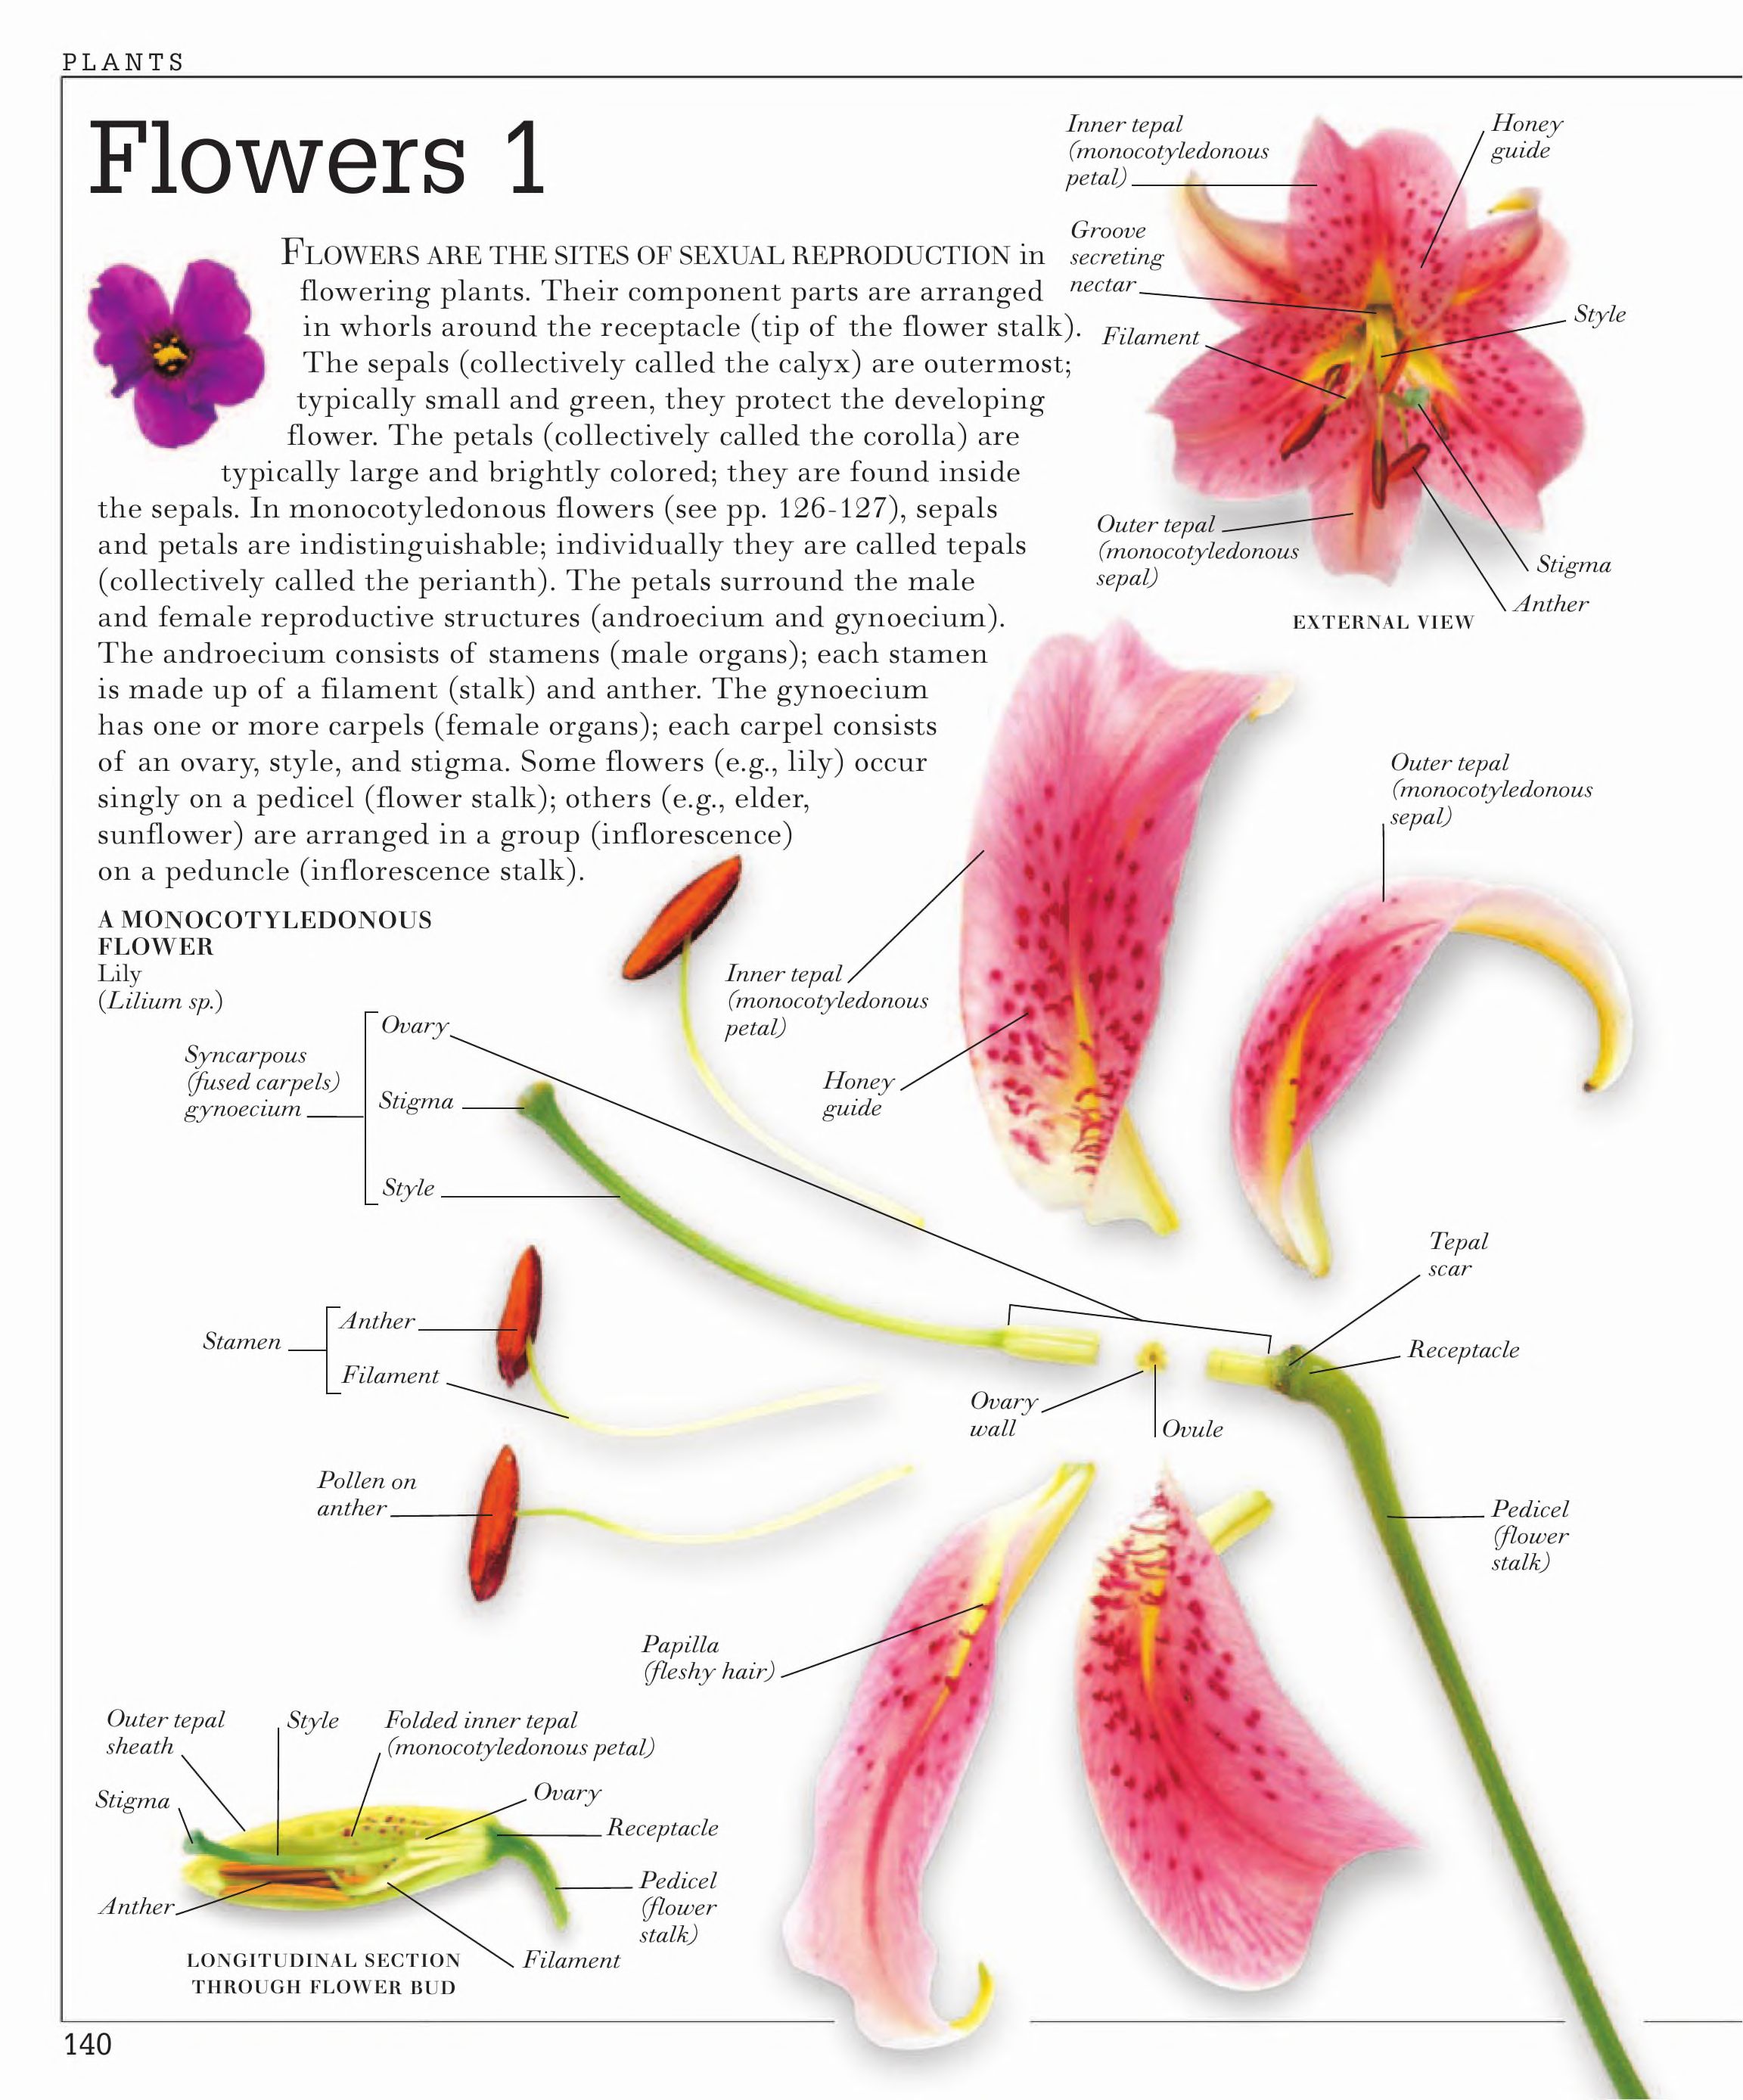 PLANTS
Flowers 1
FLOWERS ARE THE SITES OF SEXUAL REPRODUCTION in
flowering plants. Their component parts are arranged
in whorls around the receptacle (tip of the flower stalk).
The sepals (collectively called the calyx) are outermost;
typically small and green, they protect the developing
flower. The petals (collectively called the corolla) are
typically large and brightly colored; they are found inside
the sepals. In monocotyledonous flowers (see pp. 126-127), sepals
and petals are indistinguishable; individually they are called tepals
(collectively called the perianth). The petals surround the male
and female reproductive structures (androecium and gynoecium).
The androecium consists of stamens (male organs); each stamen
is made up of a filament (stalk) and anther. The gynoecium
has one or more carpels (female organs); each carpel consists
of an ovary, style, and stigma. Some flowers (e.g., lily) occur
singly on a pedicel (flower stalk); others (e.g., elder,
sunflower) are arranged in a group (inflorescence)
on a peduncle (inflorescence stalk).
Inner tepal
(monocotyledonous
petal)
Honey
guide
Groove
secreting
nectar
Style
Filament
Outer tepal
(monocotyledonous
sepal)
Stigma
Anther
EXTERNAL VIEW
A MONOCOTYLEDONOUS
FLOWER
Lily
(Lilium sp.)
Outer tepal
(monocotyledonous
sepal)
Inner tepal
(monocotyledonous
petal)
Honey
guide
Syncarpous
(fused carpels)
gynoecium
Ovary
Stigma
Style
Tepal
scar
Receptacle
Stamen
Anther
Filament
Ovary
wall
Ovule
Pollen on
anther
Pedicel
(flower
stalk)
Papilla
(fleshy hair)
Outer tepal
sheath
Style
Folded inner tepal
(monocotyledonous petal)
Stigma
Ovary
Receptacle
Pedicel
(flower
stalk)
Anther
Filament
LONGITUDINAL SECTION
THROUGH FLOWER BUD
140